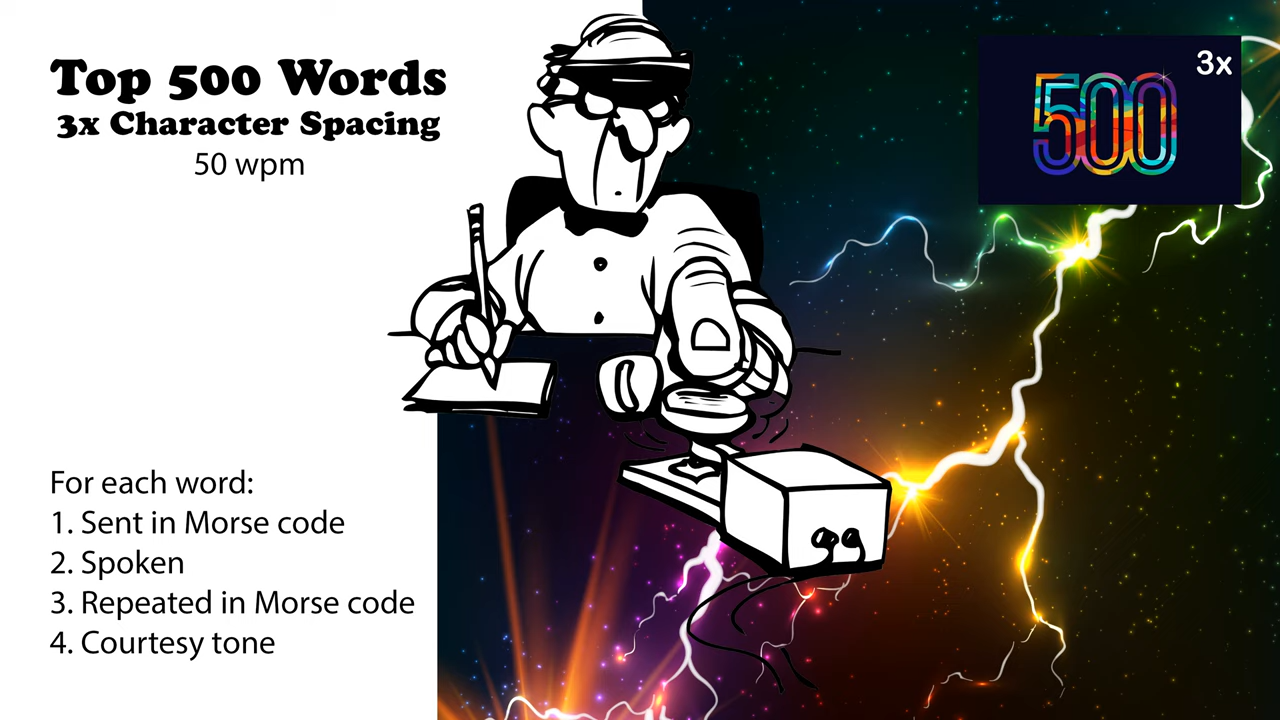 Top 500 Words
3x Character Spacing
50 wpm
3x
500
For each word:
1. Sent in Morse code
2. Spoken
3. Repeated in Morse code
4. Courtesy tone